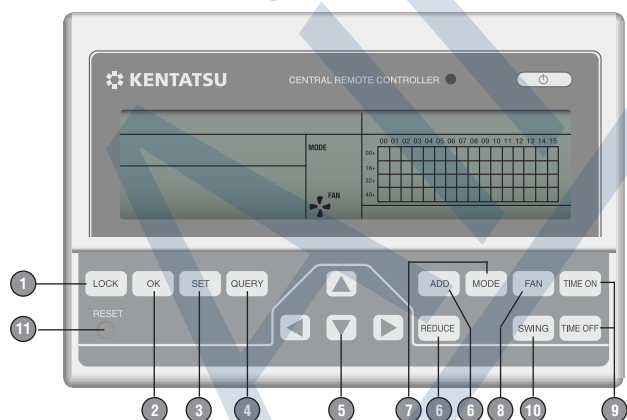 KENTATSU CENTRAL REMOTE CONTROLLER
00 01 02 03 04 05 06 07 08 09 10 11 12 13 14 15
MODE
00+
16+
32+
40+
FAN
1 LOCK OK SET QUERY ADD MODE FAN TIME ON
11 RESET
REDUCE SWING TIME OFF
2 3 4 5 7 6 6 8 10 9